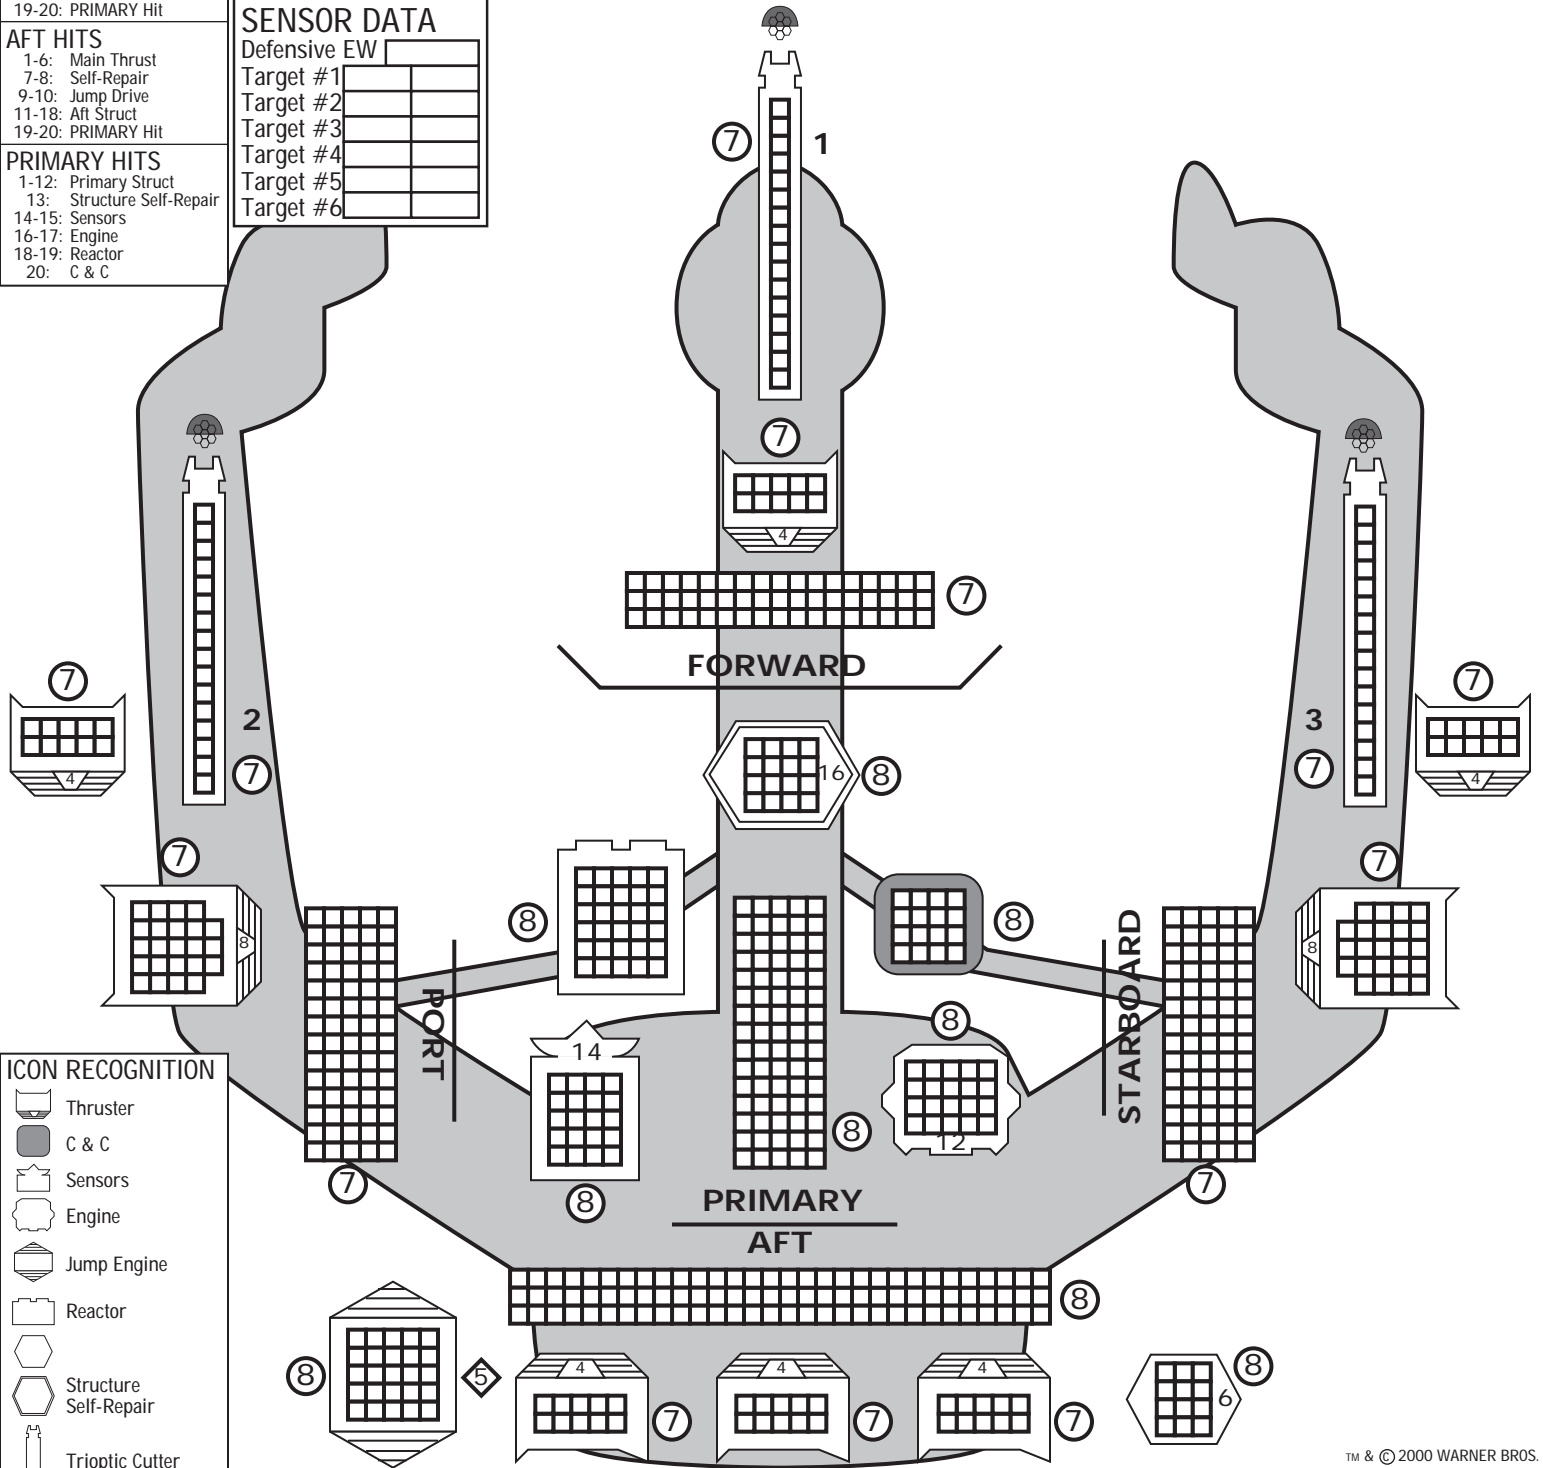 19-20: PRIMARY Hit
AFT HITS
1-6: Main Thrust
7-8: Self-Repair
9-10: Jump Drive
11-18: Aft Struct
19-20: PRIMARY Hit
PRIMARY HITS
1-12: Primary Struct
13: Structure Self-Repair
14-15: Sensors
16-17: Engine
18-19: Reactor
20: C & C
SENSOR DATA
Defensive EW
Target #1
Target #2
Target #3
Target #4
Target #5
Target #6
7 1
7
4
7
FORWARD
7
4
2
7
3
7
7
4
16 8
7
8
7
8
8
8
PORT
STARBOARD
14
8
8
12
8
7
7
PRIMARY
AFT
8
8
5
4
7
4
7
4
7
8
6
ICON RECOGNITION
Thruster
C & C
Sensors
Engine
Jump Engine
Reactor
Structure
Self-Repair
Trioptic Cutter
TM & © 2000 WARNER BROS.